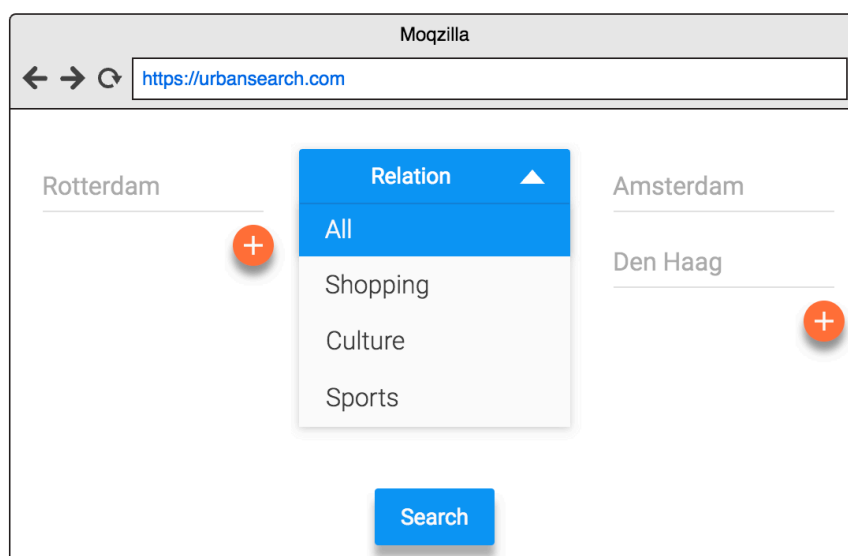 Moqzilla
https://urbansearch.com
Rotterdam
Relation
All
Shopping
Culture
Sports
Amsterdam
Den Haag
Search